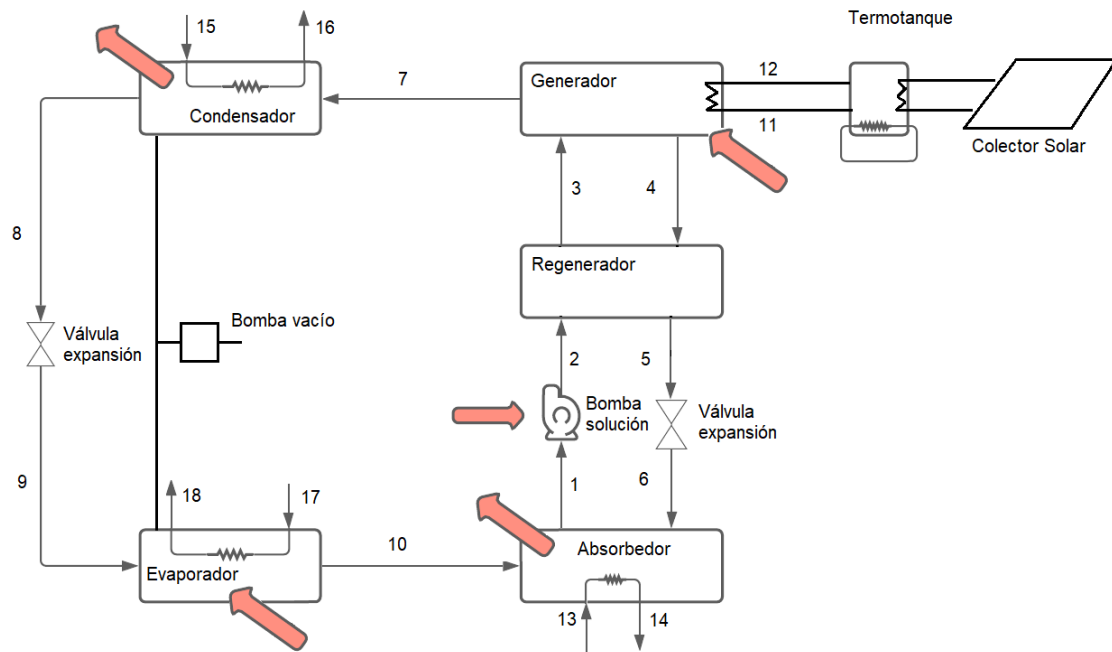 Termotanque
15
16
12
7
Generador
Condensador
11
Colector Solar
3
4
8
Regenerador
Bomba vacío
Válvula
expansión
2
5
Bomba
solución
Válvula
expansión
9
1
6
18
17
10
Absorbedor
Evaporador
13
14